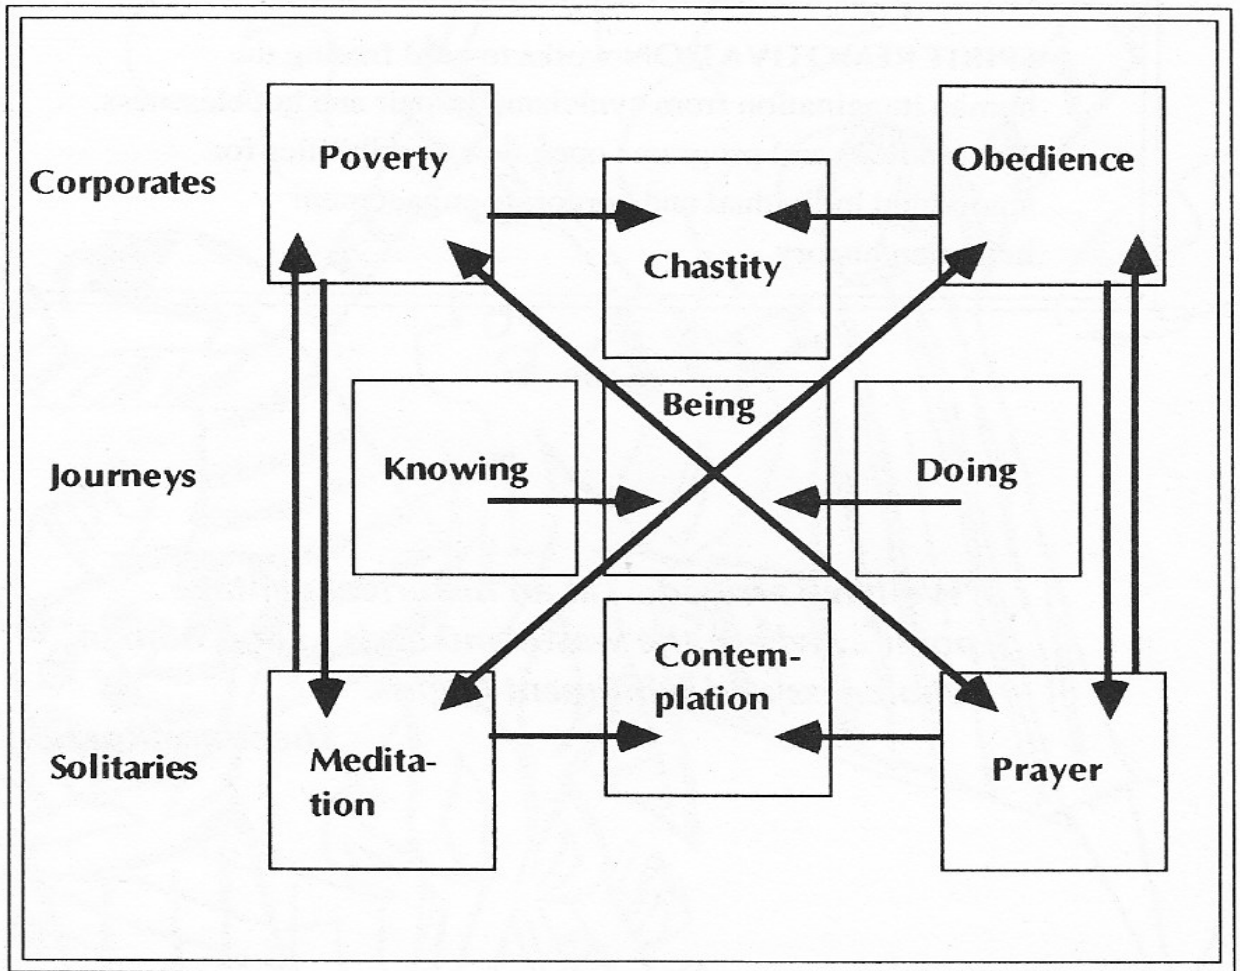 Poverty
Obedience
Corporates
Chastity
Being
Knowing
Doing
Journeys
Contem-
plation
Solitaries
Medita-
tion
Prayer